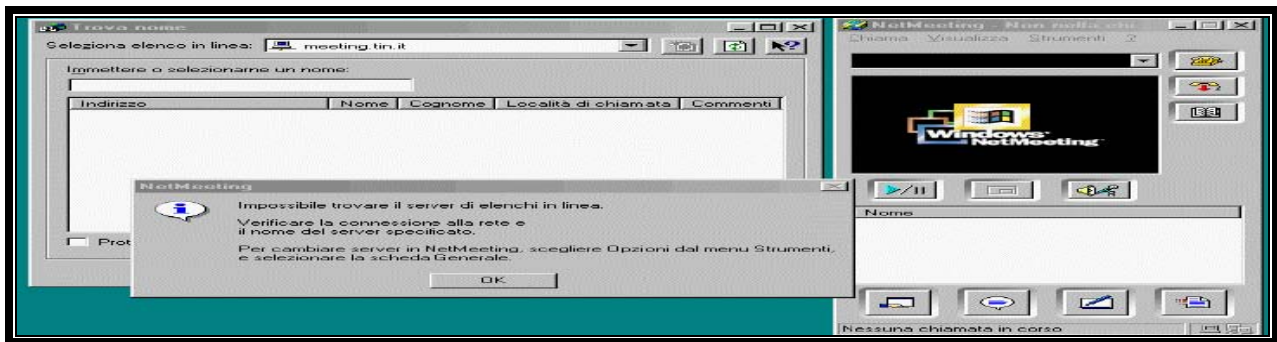 Trova nome
Seleziona elenco in linea: meeting.tin.it
Immettere o selezionarne un nome:
Indirizzo Nome Cognome Località di chiamata Commenti
NetMeeting
Impossibile trovare il server di elenchi in linea.
Verificare la connessione alla rete e
il nome del server specificato.
Per cambiare server in NetMeeting, scegliere Opzioni dal menu Strumenti,
e selezionare la scheda Generale.
OK
Prot
NetMeeting - Non nella
Chiama Visualizza Strumenti ?
Windows
NetMeeting
Nome
Nessuna chiamata in corso